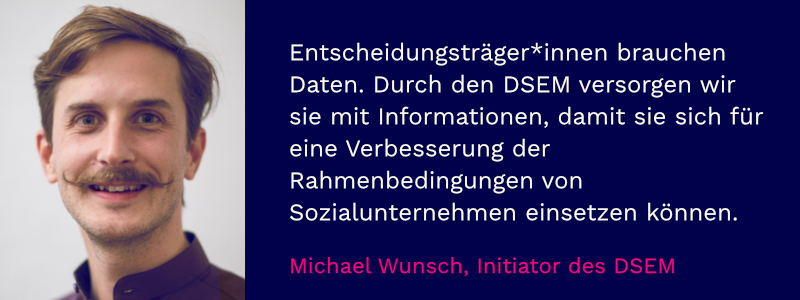 Entscheidungsträger*innen brauchen
Daten. Durch den DSEM versorgen wir
sie mit Informationen, damit sie sich für
eine Verbesserung der
Rahmenbedingungen von
Sozialunternehmen einsetzen können.
Michael Wunsch, Initiator des DSEM